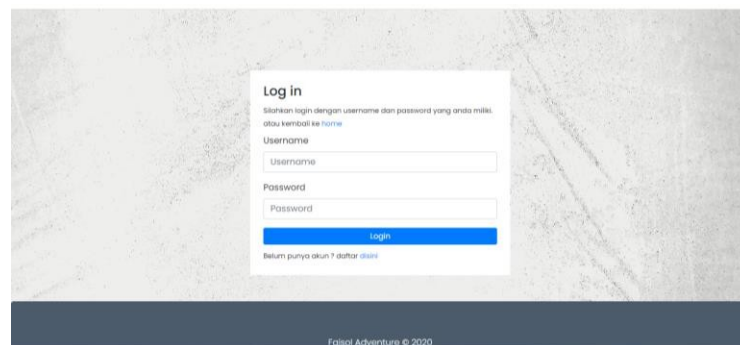 Log in
Silahkan login dengan username dan password yang anda miliki.
atau kembali ke home
Username
Username
Password
Password
Login
Belum punya akun ? daftar disini
Faisol Adventure © 2020